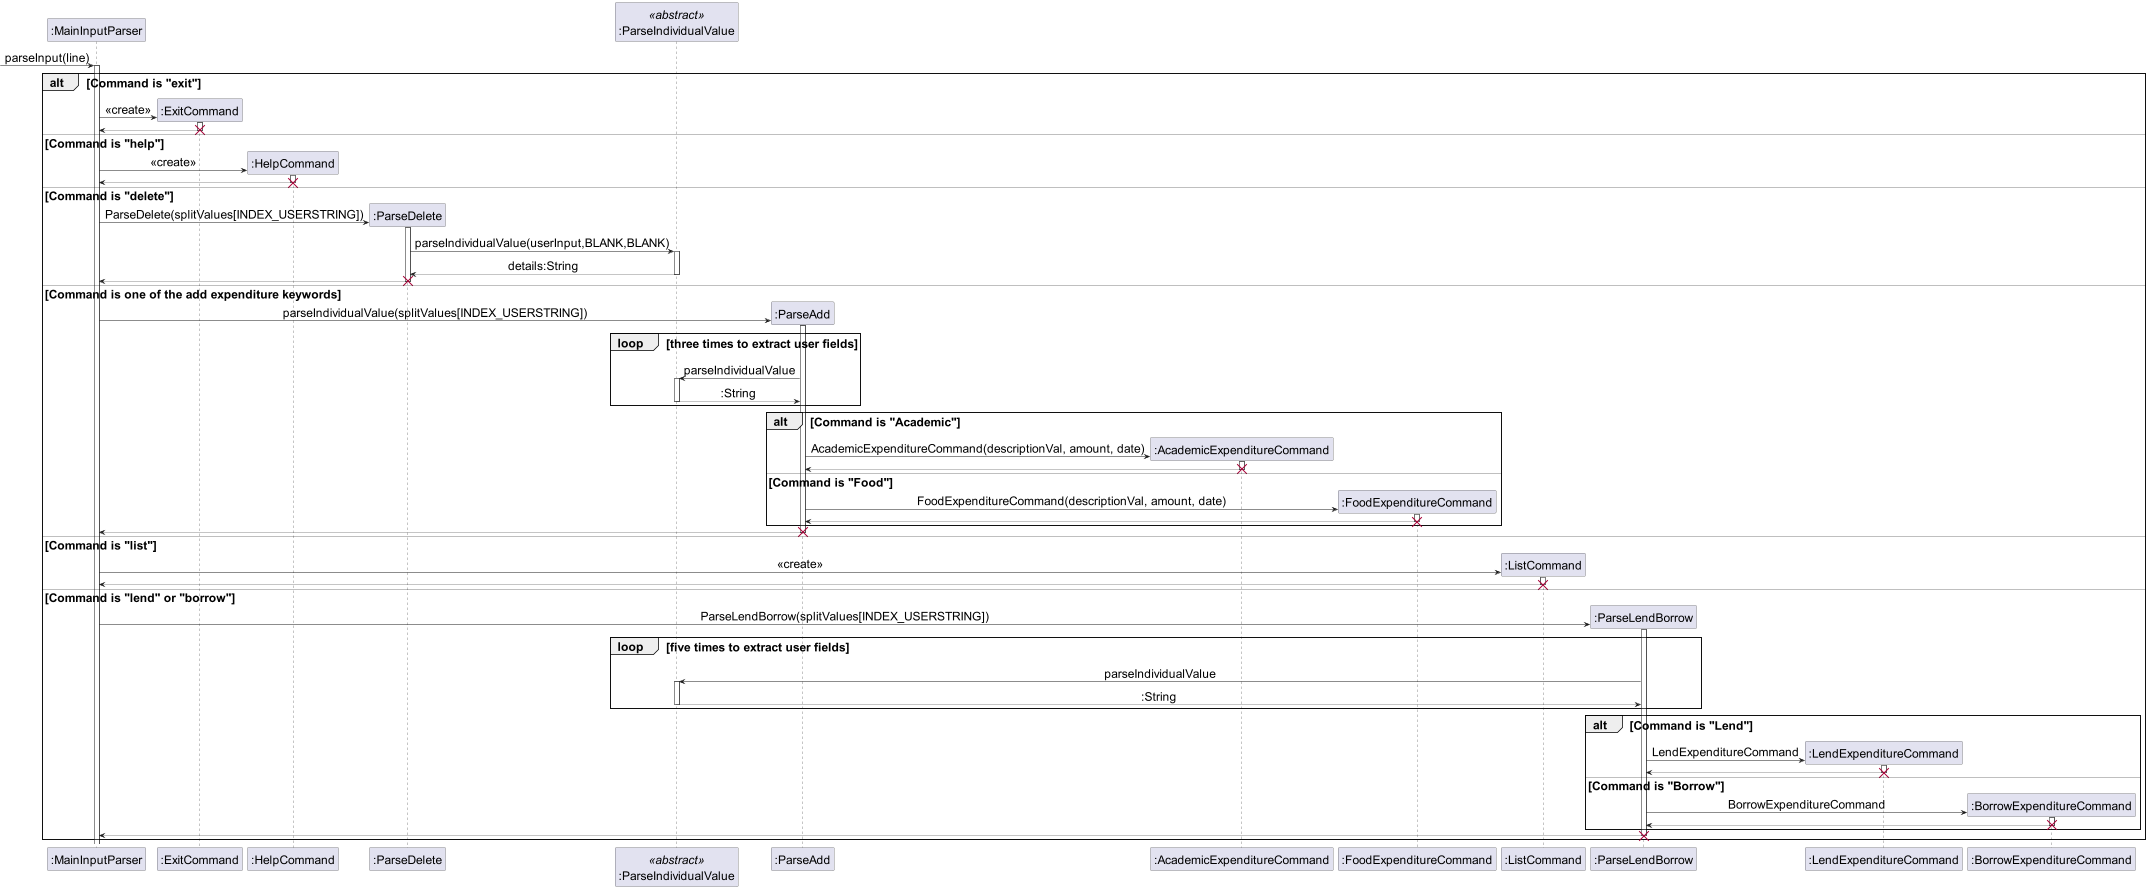 «abstract»
:MainInputParser
:ParseIndividualValue
parseInput(line)
alt [Command is "exit"]
«create»
:ExitCommand
[Command is "help"]
«create»
:HelpCommand
[Command is "delete"]
ParseDelete(splitValues[INDEX_USERSTRING])
:ParseDelete
parseIndividualValue(userInput,BLANK,BLANK)
details:String
[Command is one of the add expenditure keywords]
parseIndividualValue(splitValues[INDEX_USERSTRING])
:ParseAdd
loop [three times to extract user fields]
parseIndividualValue
:String
alt [Command is "Academic"]
AcademicExpenditureCommand(descriptionVal, amount, date)
:AcademicExpenditureCommand
[Command is "Food"]
FoodExpenditureCommand(descriptionVal, amount, date)
:FoodExpenditureCommand
[Command is "list"]
«create»
:ListCommand
[Command is "lend" or "borrow"]
ParseLendBorrow(splitValues[INDEX_USERSTRING])
:ParseLendBorrow
loop [five times to extract user fields]
parseIndividualValue
:String
alt [Command is "Lend"]
LendExpenditureCommand
:LendExpenditureCommand
[Command is "Borrow"]
BorrowExpenditureCommand
:BorrowExpenditureCommand
:MainInputParser
:ExitCommand
:HelpCommand
:ParseDelete
«abstract»
:ParseIndividualValue
:ParseAdd
:AcademicExpenditureCommand
:FoodExpenditureCommand
:ListCommand
:ParseLendBorrow
:LendExpenditureCommand
:BorrowExpenditureCommand